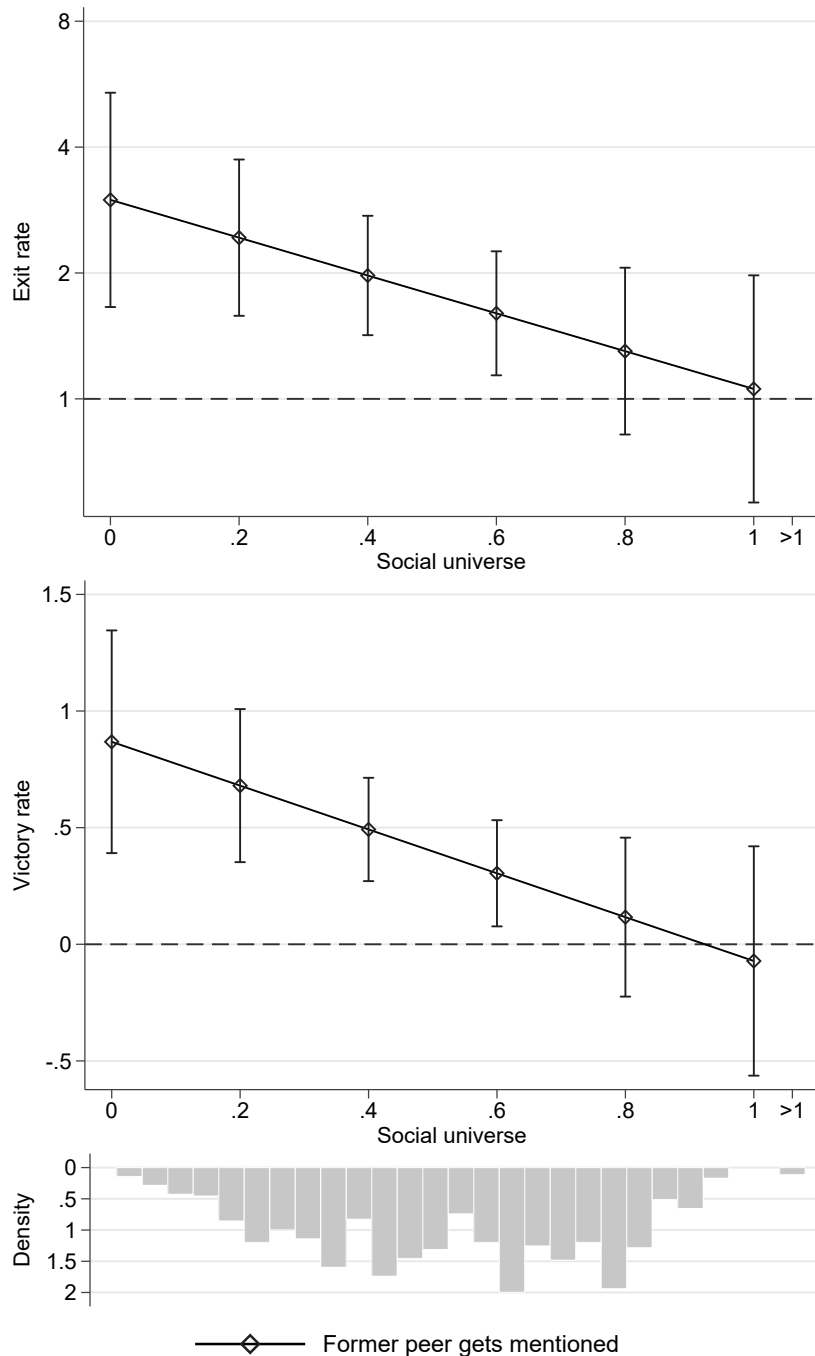 8
4
2
1
Exit rate
0 .2 .4 .6 .8 1 >1
Social universe
1.5
1
.5
0
-.5
Victory rate
0 .2 .4 .6 .8 1 >1
Social universe
0
.5
1
1.5
2
Density
Former peer gets mentioned